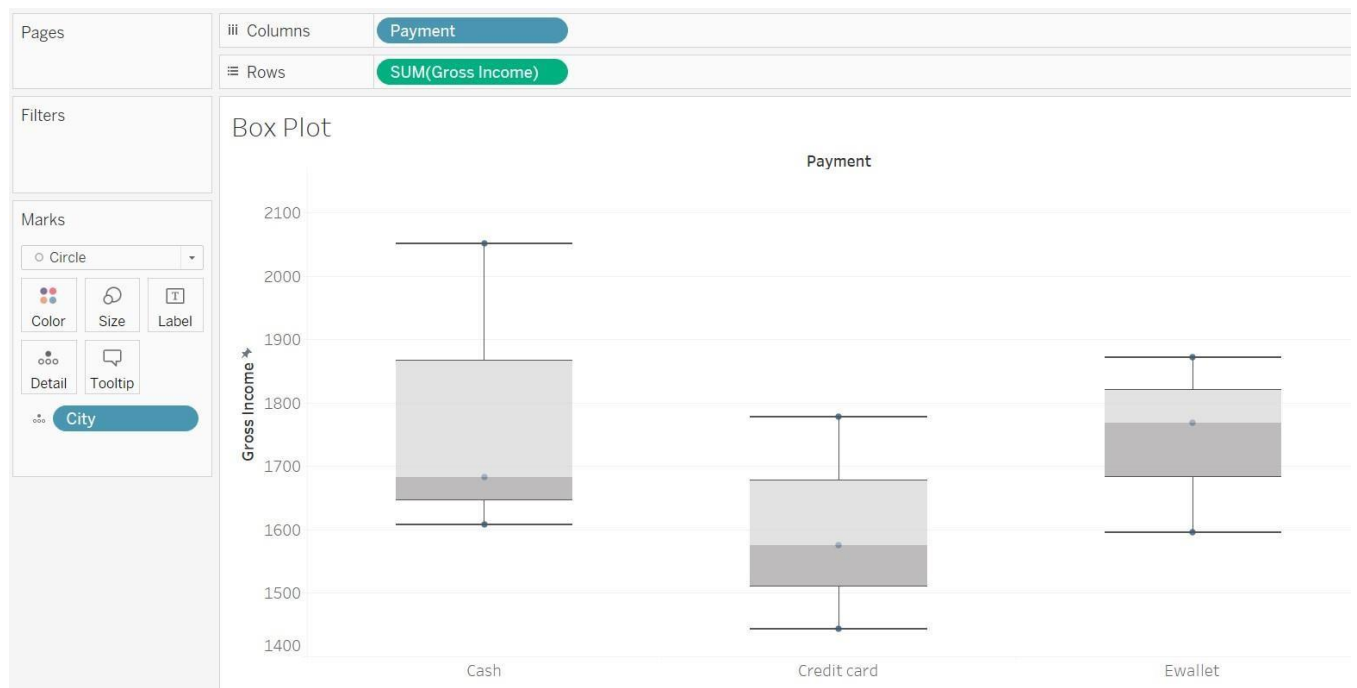 Pages
iii Columns
Payment
Rows
SUM(Gross Income)
Filters
Marks
Circle
Color
Size
T
Label
Detail
Tooltip
City
Box Plot
Payment
Gross Income
2100
2000
1900
1800
1700
1600
1500
1400
Cash
Credit card
Ewallet